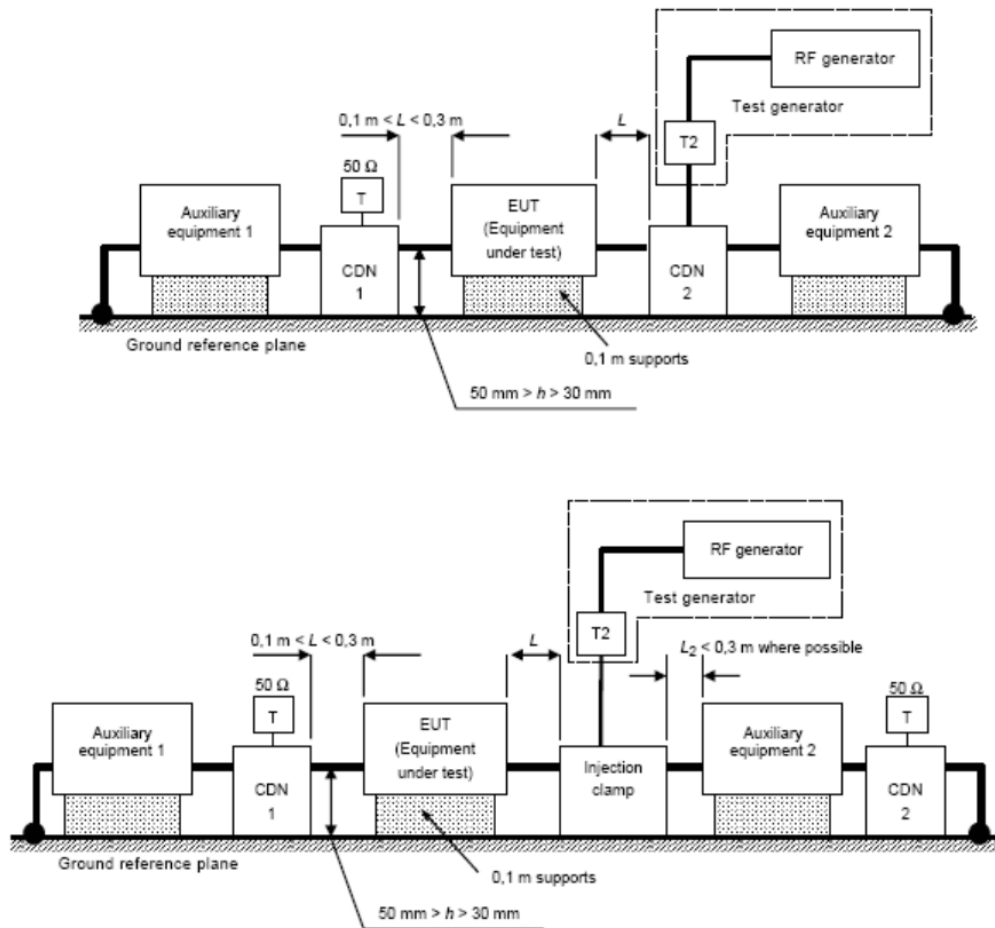 RF generator
Test generator
0,1 m < L < 0,3 m
L
T2
50 Ω
T
Auxiliary
equipment 1
EUT
(Equipment
under test)
Auxiliary
equipment 2
CDN
1
CDN
2
Ground reference plane
0,1 m supports
50 mm > h > 30 mm
RF generator
Test generator
T2
0,1 m < L < 0,3 m
L
L2 < 0,3 m where possible
50 Ω
T
50 Ω
T
Auxiliary
equipment 1
EUT
(Equipment
under test)
Auxiliary
equipment 2
Injection
clamp
CDN
1
CDN
2
Ground reference plane
0,1 m supports
50 mm > h > 30 mm